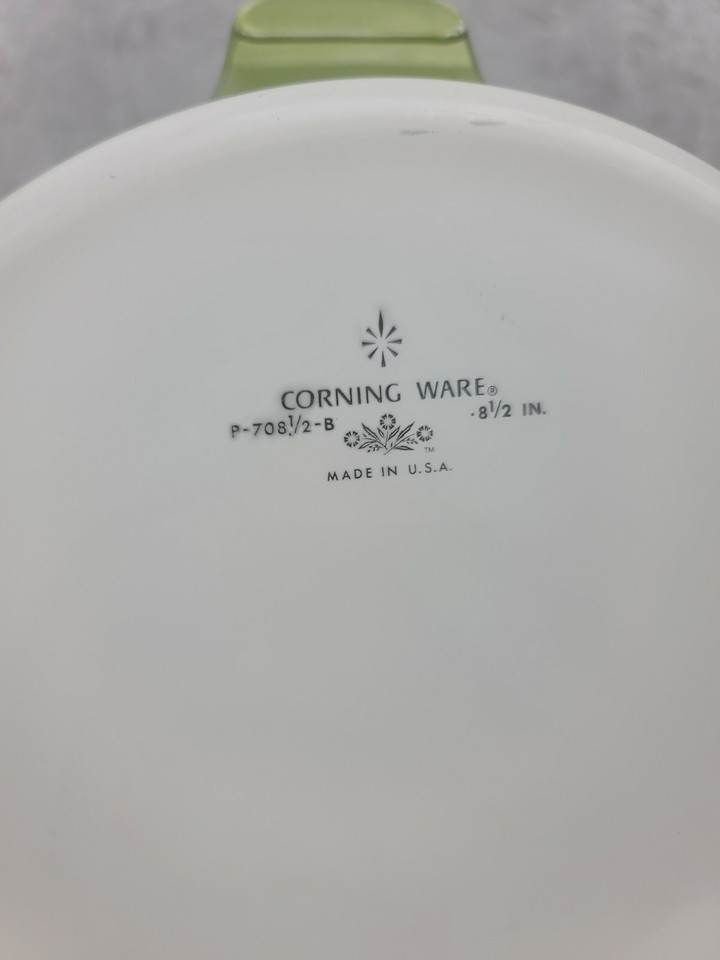 CORNING WARE®
P-708½-B
8½ IN.
TM
MADE IN U.S.A.